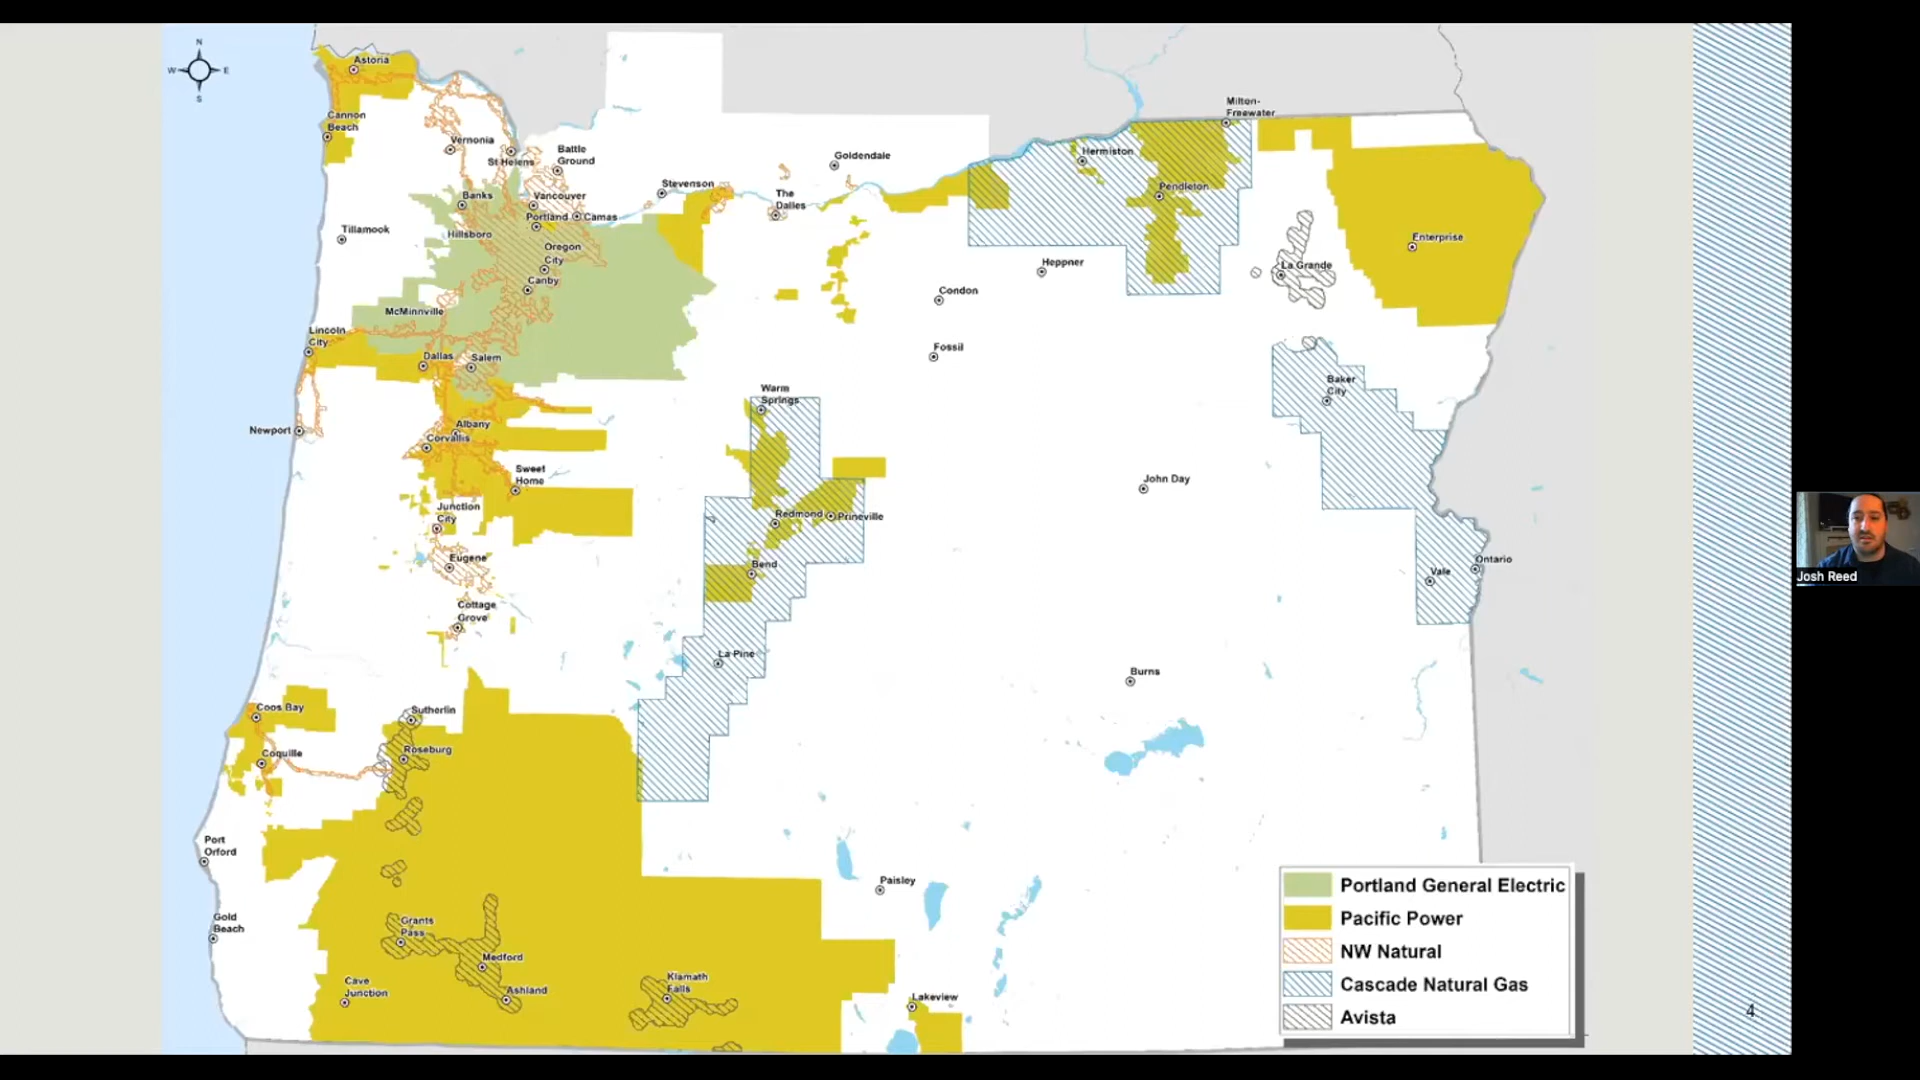 N
W
E
S
Astoria
Cannon
Beach
Vernonia
St Helens
Battle
Ground
Goldendale
Milton-
Freewater
Hermiston
Stevenson
The
Dalles
Banks
Vancouver
Portland
Camas
Pendleton
Tillamook
Hillsboro
Oregon
City
Enterprise
Canby
Heppner
La Grande
Condon
McMinnville
Lincoln
City
Fossil
Dallas
Salem
Warm
Springs
Baker
City
Newport
Albany
Corvallis
Sweet
Home
John Day
Junction
City
Redmond
Prineville
Eugene
Bend
Vale
Ontario
Cottage
Grove
La Pine
Burns
Coos Bay
Sutherlin
Coquille
Roseburg
Port
Orford
Paisley
Gold
Beach
Grants
Pass
Medford
Cave
Junction
Ashland
Klamath
Falls
Lakeview
Portland General Electric
Pacific Power
NW Natural
Cascade Natural Gas
Avista
4
Josh Reed